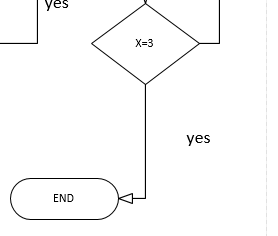 yes
X=3
yes
END